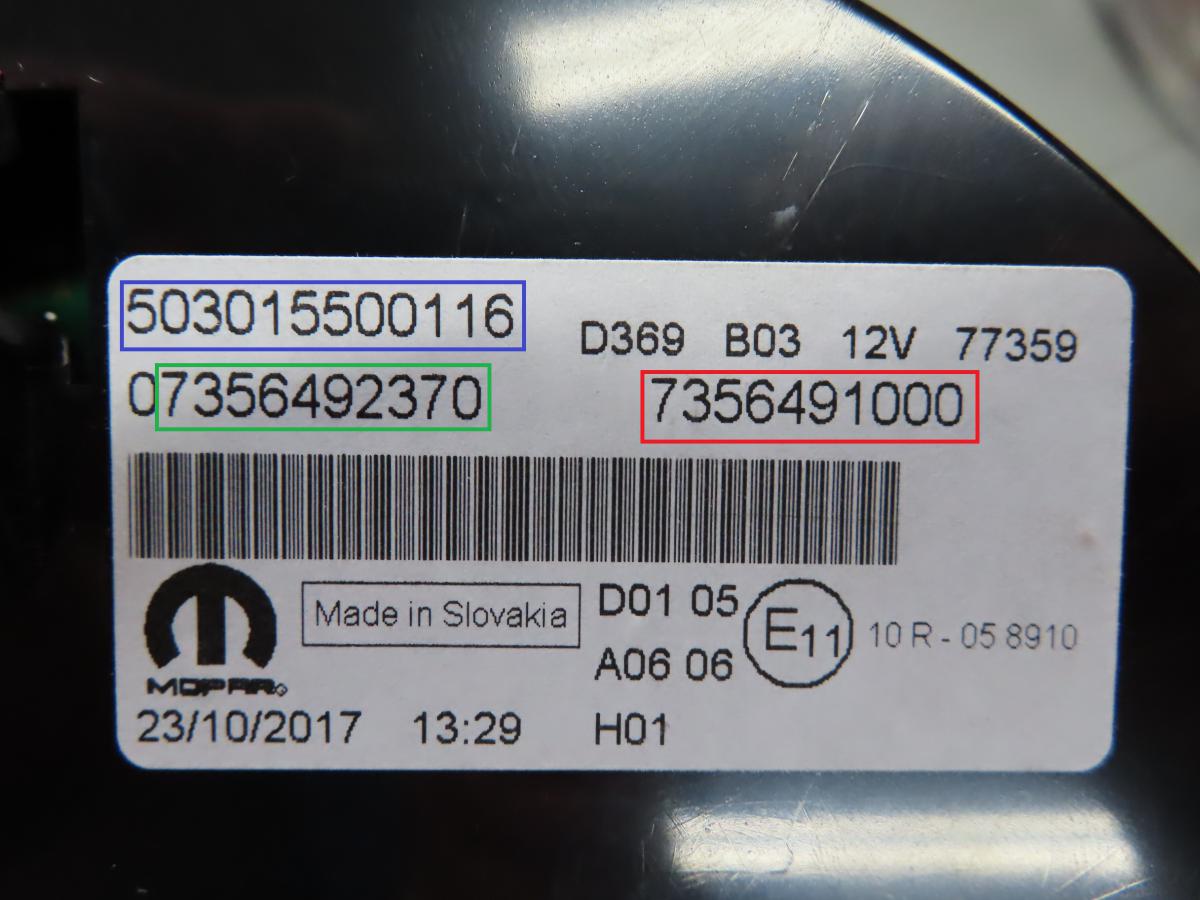 503015500116
D369 B03 12V 77359
07356492370 7356491000
Made in Slovakia
D01 05
E11
10 R - 05 8910
A06 06
MOPAR
23/10/2017 13:29 H01